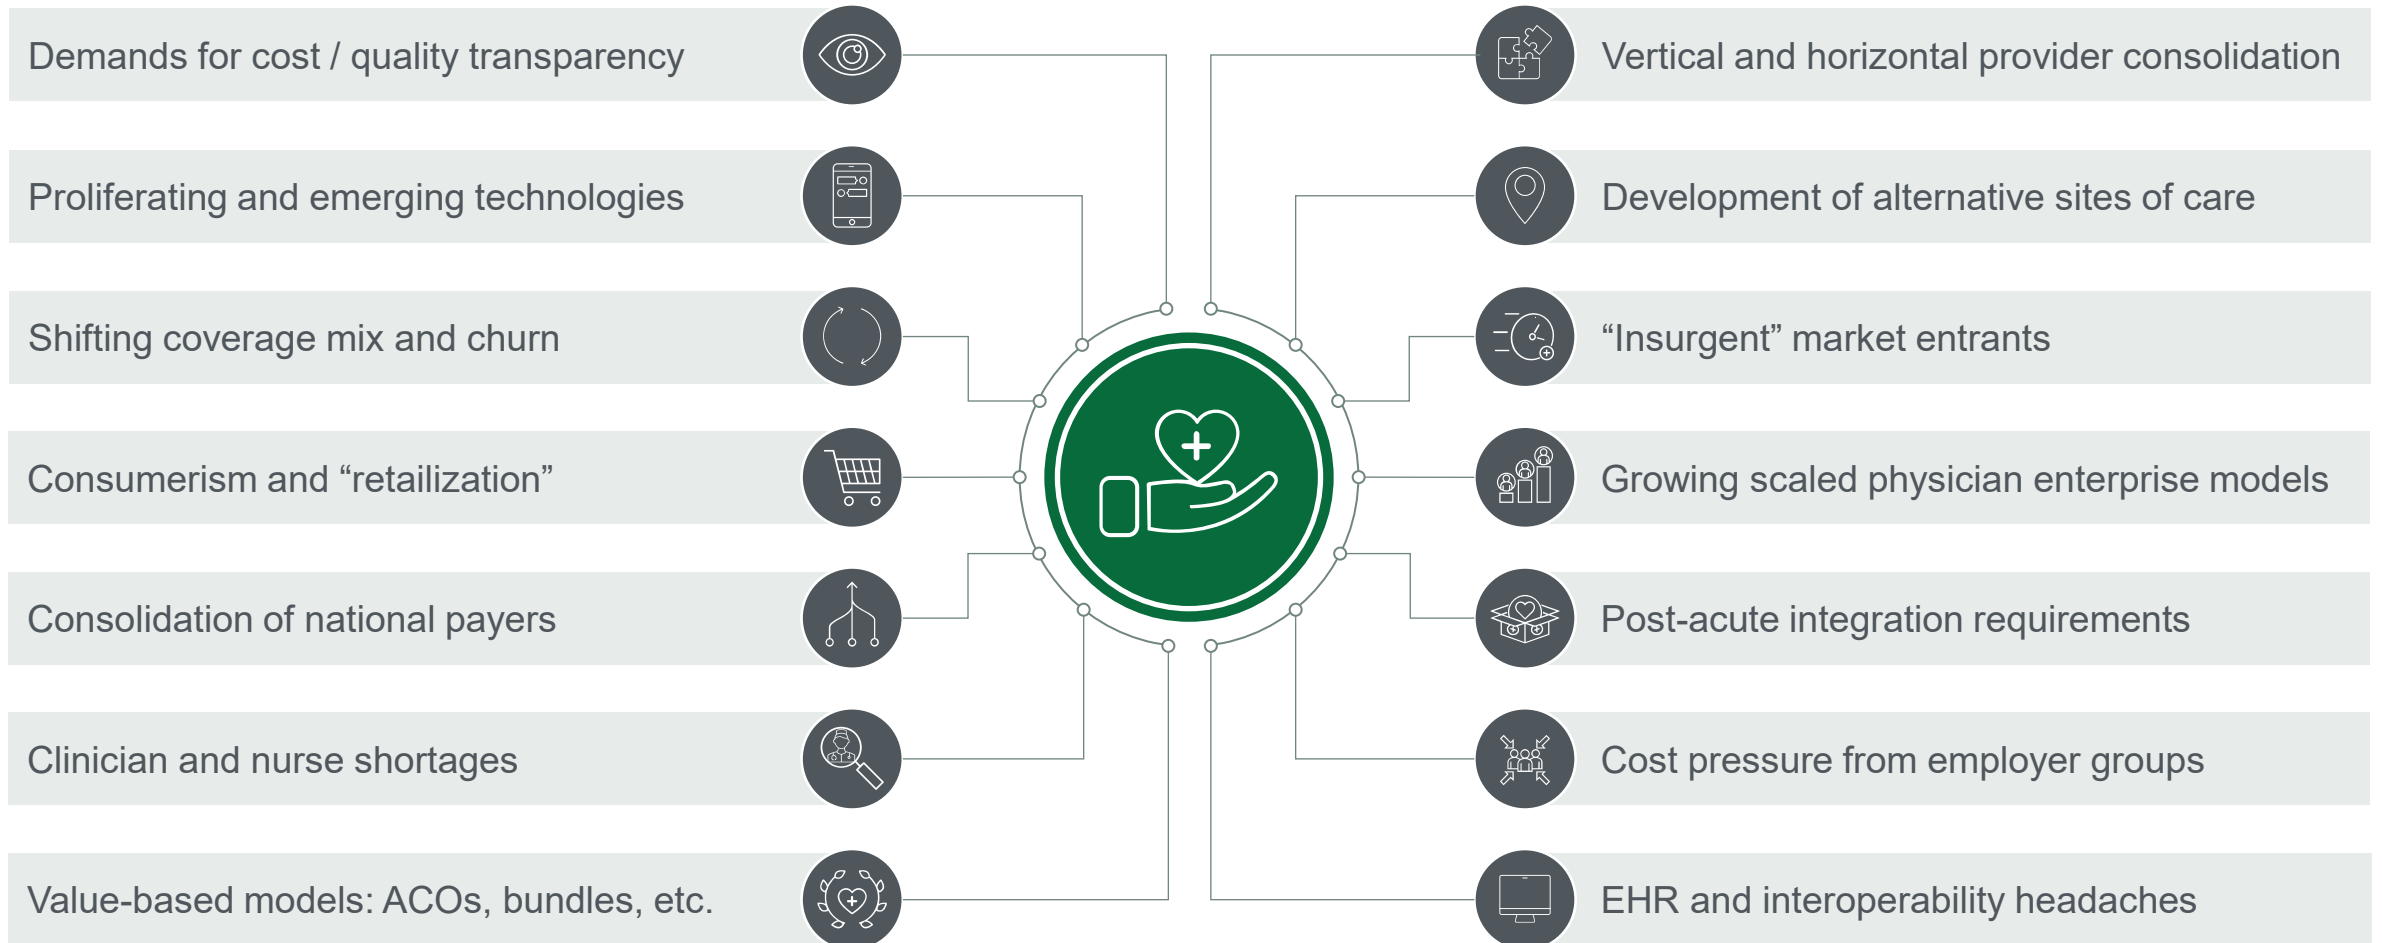 Demands for cost / quality transparency
Proliferating and emerging technologies
Shifting coverage mix and churn
Consumerism and “retailization”
Consolidation of national payers
Clinician and nurse shortages
Value-based models: ACOs, bundles, etc.
Vertical and horizontal provider consolidation
Development of alternative sites of care
“Insurgent” market entrants
Growing scaled physician enterprise models
Post-acute integration requirements
Cost pressure from employer groups
EHR and interoperability headaches